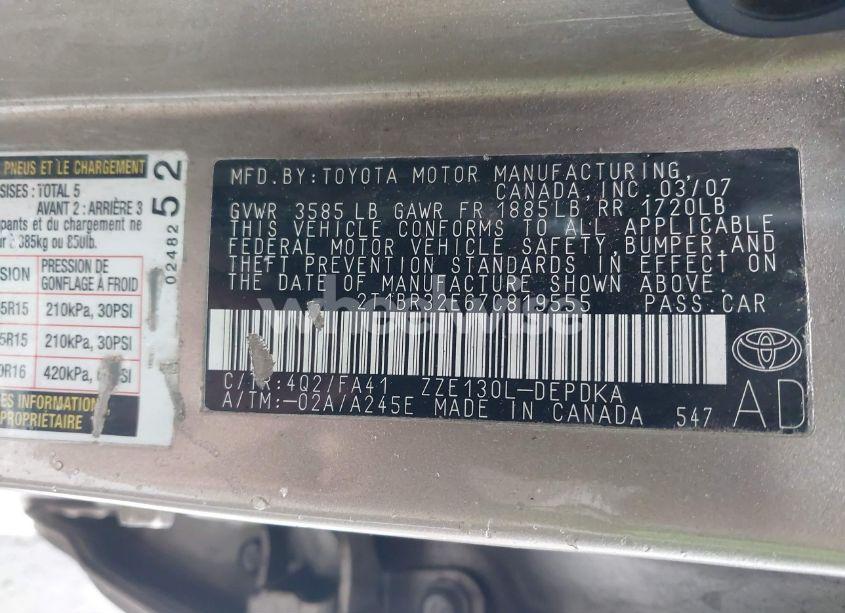 PNEUS ET LE CHARGEMENT
SISES : TOTAL 5
AVANT 2 : ARRIÈRE 3
pants et du chargement ne
385kg ou 850lb.
02482 52
SION PRESSION DE GONFLAGE À FROID
5R15 210kPa, 30PSI
5R15 210kPa, 30PSI
0R16 420kPa,
ES INFORMATIONS
PROPRIÉTAIRE
MFD.BY:TOYOTA MOTOR MANUFACTURING,
CANADA, INC. 03/07
GVWR 3585 LB GAWR FR 1885LB RR 1720LB
THIS VEHICLE CONFORMS TO ALL APPLICABLE
FEDERAL MOTOR VEHICLE SAFETY, BUMPER,AND
THEFT PREVENTION STANDARDS IN EFFECT ON
THE DATE OF MANUFACTURE SHOWN ABOVE.
PASS.CAR
4Q2/FA41 ZZE130L-DEPDKA
A/TM:-02A/A245E MADE IN CANADA 547
AD
wheelwise